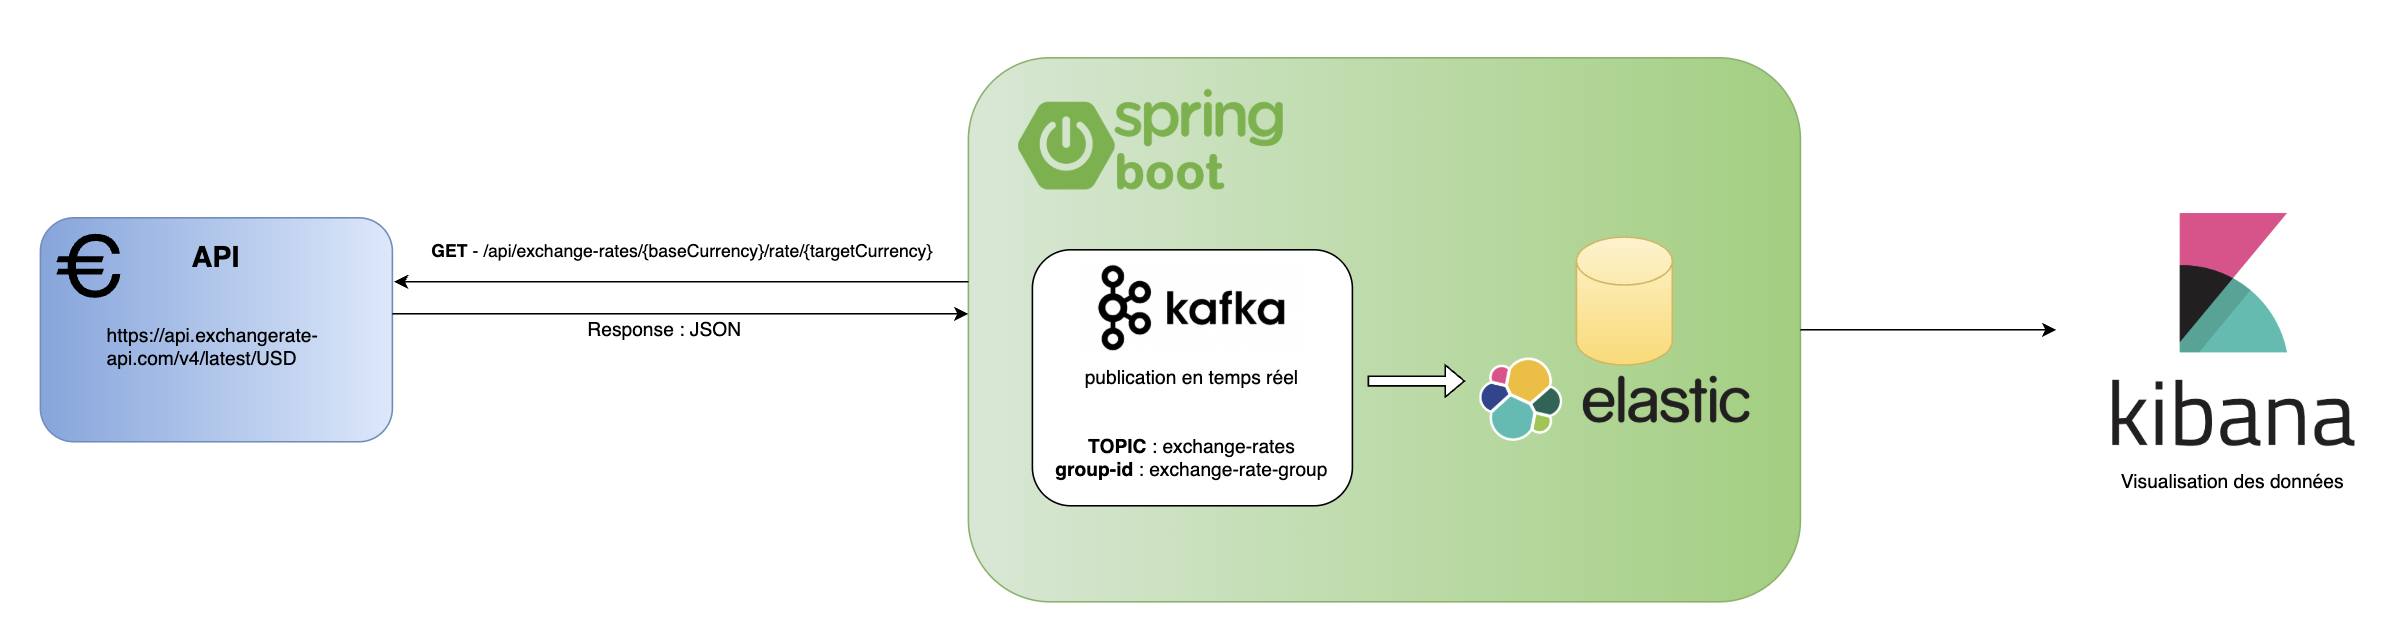 API
https://api.exchangerate-
api.com/v4/latest/USD
GET - /api/exchange-rates/{baseCurrency}/rate/{targetCurrency}
Response : JSON
spring
boot
kafka
publication en temps réel
TOPIC : exchange-rates
group-id : exchange-rate-group
elastic
kibana
Visualisation des données